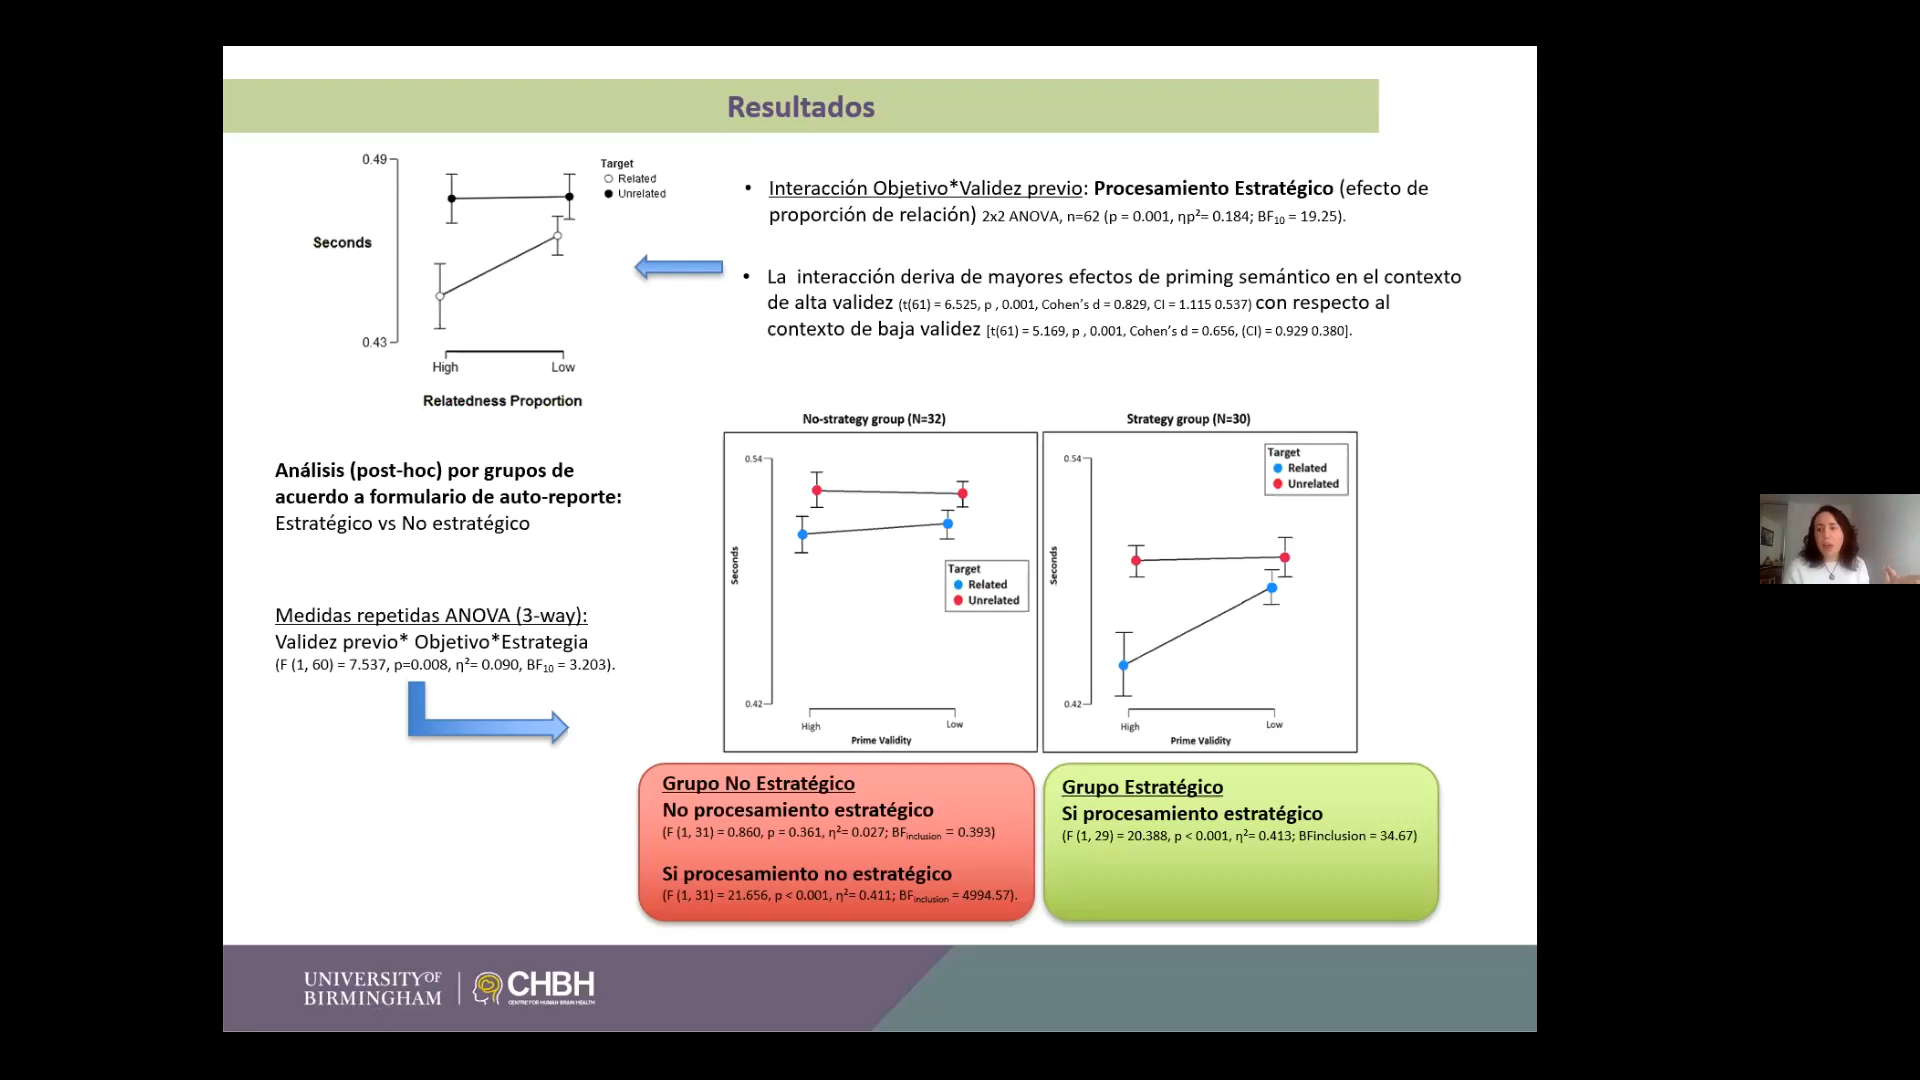 Resultados
0.49
Seconds
0.43
High
Low
Relatedness Proportion
Target
Related
Unrelated
• Interacción Objetivo*Validez previo: Procesamiento Estratégico (efecto de
proporción de relación) 2x2 ANOVA, n=62 (p = 0.001, ηp²= 0.184; BF₁₀ = 19.25).
• La interacción deriva de mayores efectos de priming semántico en el contexto
de alta validez (t(61) = 6.525, p , 0.001, Cohen's d = 0.829, CI = 1.115 0.537) con respecto al
contexto de baja validez [t(61) = 5.169, p , 0.001, Cohen's d = 0.656, (CI) = 0.929 0.380].
Análisis (post-hoc) por grupos de
acuerdo a formulario de auto-reporte:
Estratégico vs No estratégico
Medidas repetidas ANOVA (3-way):
Validez previo* Objetivo*Estrategia
(F (1, 60) = 7.537, p=0.008, η²= 0.090, BF₁₀ = 3.203).
No-strategy group (N=32)
0.54
Seconds
0.42
High
Low
Prime Validity
Target
Related
Unrelated
Strategy group (N=30)
0.54
Seconds
0.42
High
Low
Prime Validity
Target
Related
Unrelated
Grupo No Estratégico
No procesamiento estratégico
(F (1, 31) = 0.860, p = 0.361, η²= 0.027; BFinclusion = 0.393)
Si procesamiento no estratégico
(F (1, 31) = 21.656, p < 0.001, η²= 0.411; BFinclusion = 4994.57).
Grupo Estratégico
Si procesamiento estratégico
(F (1, 29) = 20.388, p < 0.001, η²= 0.413; BFinclusion = 34.67)
UNIVERSITY OF
BIRMINGHAM
CHBH
CENTRE FOR HUMAN BRAIN HEALTH